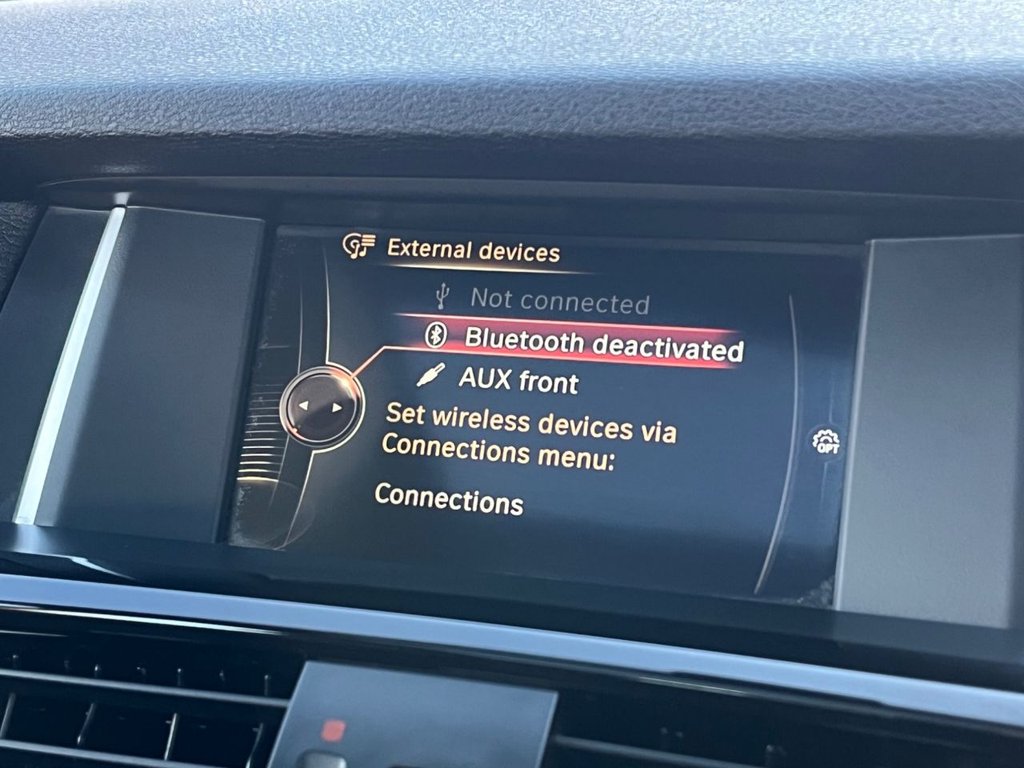 External devices
Not connected
Bluetooth deactivated
AUX front
Set wireless devices via
Connections menu:
OPT
Connections